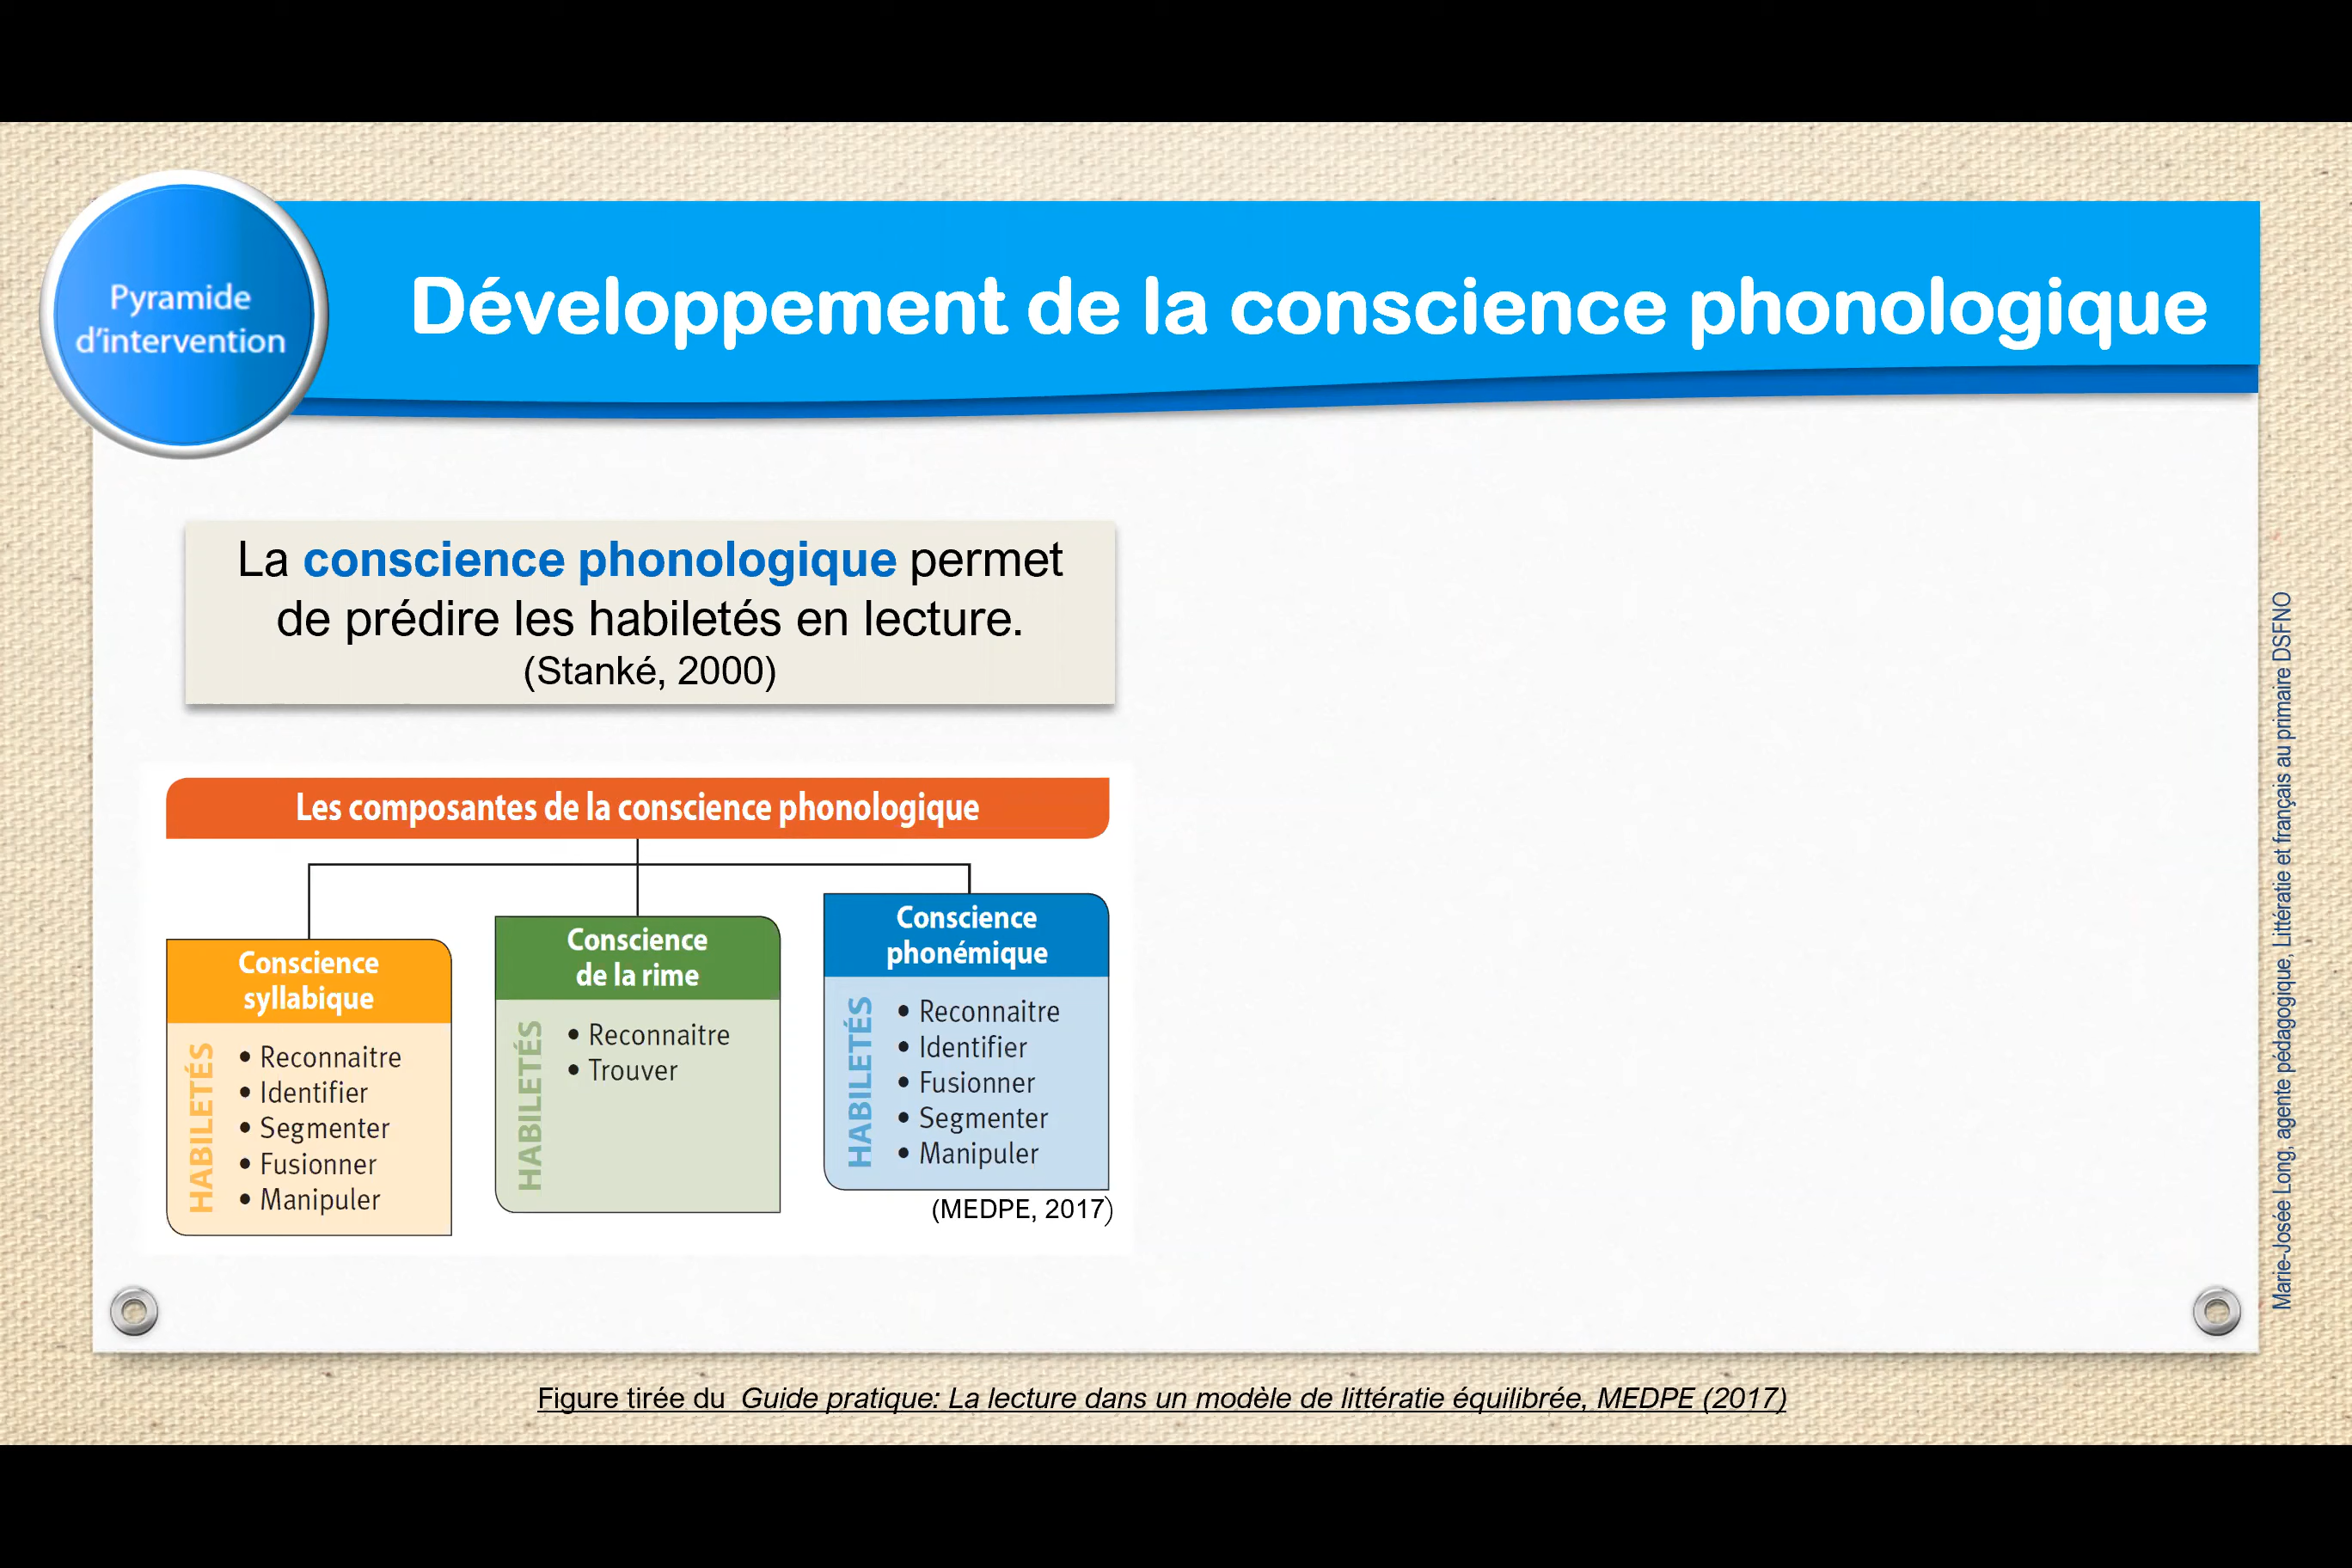 Pyramide
d'intervention
Développement de la conscience phonologique
La conscience phonologique permet
de prédire les habiletés en lecture.
(Stanké, 2000)
Les composantes de la conscience phonologique
Conscience
syllabique
HABILETÉS
• Reconnaitre
• Identifier
• Segmenter
• Fusionner
• Manipuler
Conscience
de la rime
HABILETÉS
• Reconnaitre
• Trouver
Conscience
phonémique
HABILETÉS
• Reconnaitre
• Identifier
• Fusionner
• Segmenter
• Manipuler
(MEDPE, 2017)
Marie-Josée Long, agente pédagogique, Littératie et français au primaire DSFNO
Figure tirée du Guide pratique: La lecture dans un modèle de littératie équilibrée, MEDPE (2017)